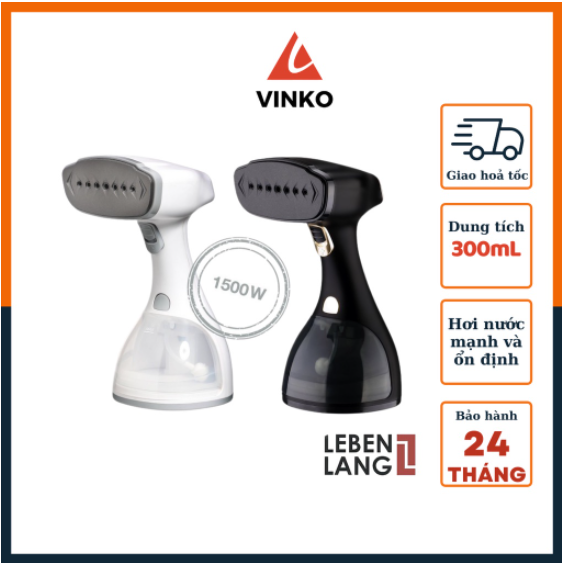 VINKO
Giao hoả tốc
Dung tích
300mL
1500W
Hơi nước
mạnh và
ổn định
Bảo hành
24
THÁNG
LEBEN
LANG